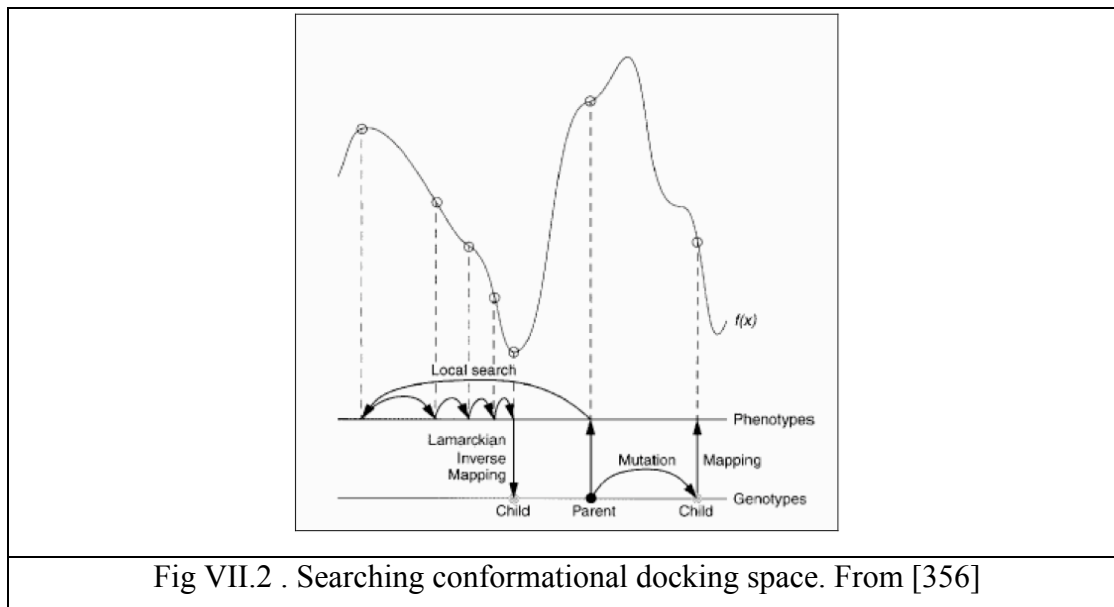 f(x)
Local search
Phenotypes
Lamarckian
Inverse
Mapping
Mutation
Mapping
Genotypes
Child
Parent
Child
Fig VII.2 . Searching conformational docking space. From [356]